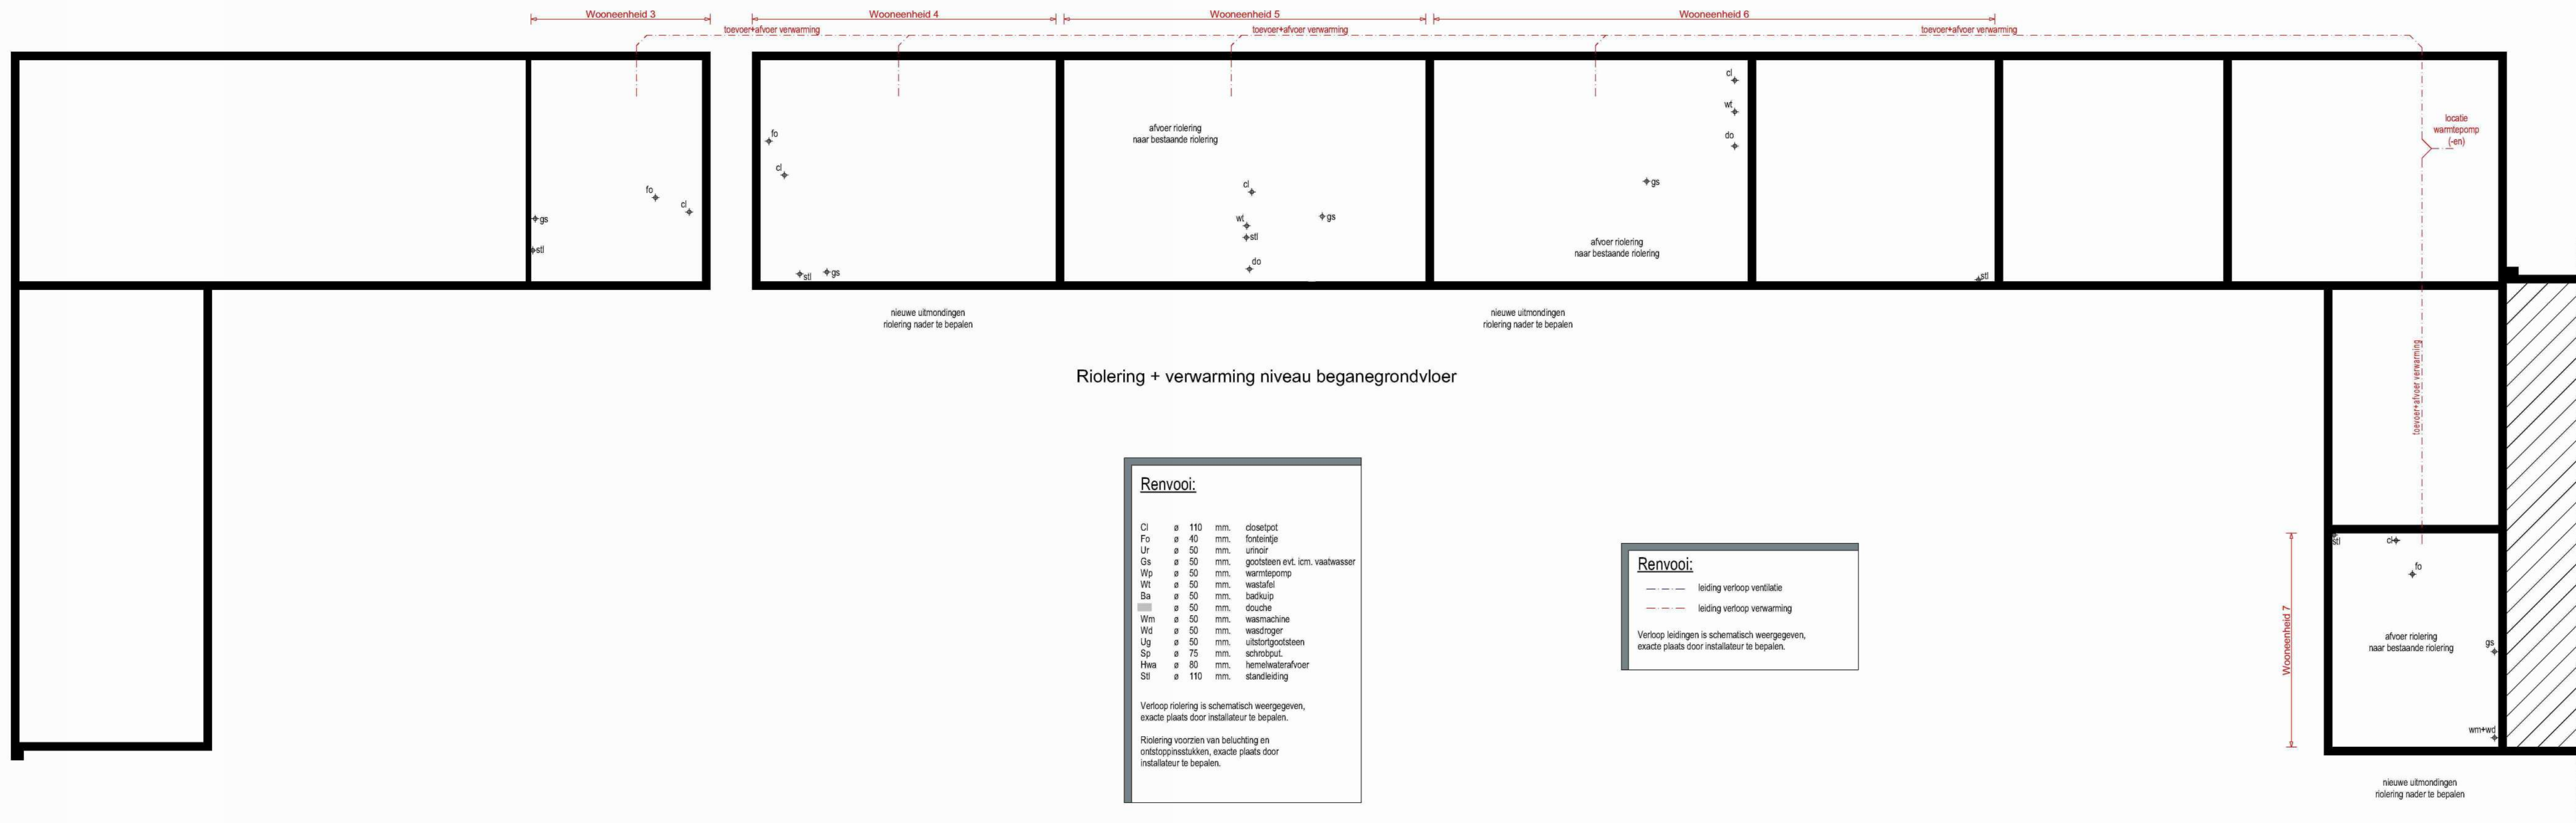 Wooneenheid 3
Wooneenheid 4
Wooneenheid 5
Wooneenheid 6
toevoer+afvoer verwarming
toevoer+afvoer verwarming
toevoer+afvoer verwarming
gs
stl
fo
cl
fo
cl
stl
gs
afvoer riolering
naar bestaande riolering
cl
wt
stl
do
gs
cl
wt
do
gs
afvoer riolering
naar bestaande riolering
stl
locatie
warmtepomp
(-en)
nieuwe uitmondingen
riolering nader te bepalen
nieuwe uitmondingen
riolering nader te bepalen
toevoer+afvoer verwarming
Riolering + verwarming niveau beganegrondvloer
Renvooi:
Cl ø 110 mm. closetpot
Fo ø 40 mm. fonteintje
Ur ø 50 mm. urinoir
Gs ø 50 mm. gootsteen evt. icm. vaatwasser
Wp ø 50 mm. warmtepomp
Wt ø 50 mm. wastafel
Ba ø 50 mm. badkuip
ø 50 mm. douche
Wm ø 50 mm. wasmachine
Wd ø 50 mm. wasdroger
Ug ø 50 mm. uitstortgootsteen
Sp ø 75 mm. schrobput.
Hwa ø 80 mm. hemelwaterafvoer
Stl ø 110 mm. standleiding
Verloop riolering is schematisch weergegeven,
exacte plaats door installateur te bepalen.
Riolering voorzien van beluchting en
ontstoppinsstukken, exacte plaats door
installateur te bepalen.
Renvooi:
leiding verloop ventilatie
leiding verloop verwarming
Verloop leidingen is schematisch weergegeven,
exacte plaats door installateur te bepalen.
Wooneenheid 7
stl
cl
fo
afvoer riolering
naar bestaande riolering
gs
wm+wd
nieuwe uitmondingen
riolering nader te bepalen